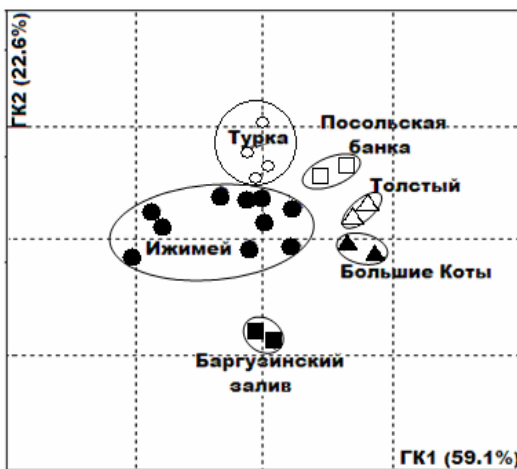 ГК2 (22.6%)
Турка
Посольская
банка
Толстый
Ижимей
Большие Коты
Баргузинский
залив
ГК1 (59.1%)